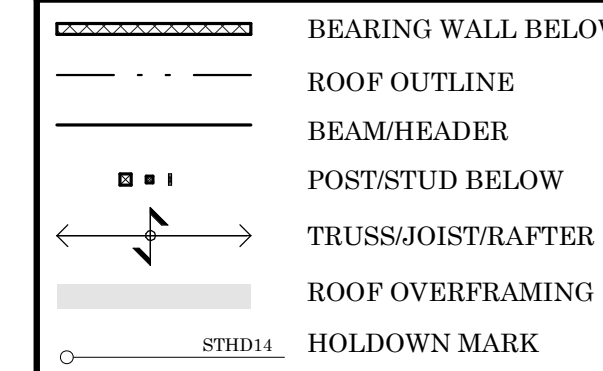 BEARING WALL BELOW
ROOF OUTLINE
BEAM/HEADER
POST/STUD BELOW
TRUSS/JOIST/RAFTER
ROOF OVERFRAMING
STHD14 HOLDOWN MARK